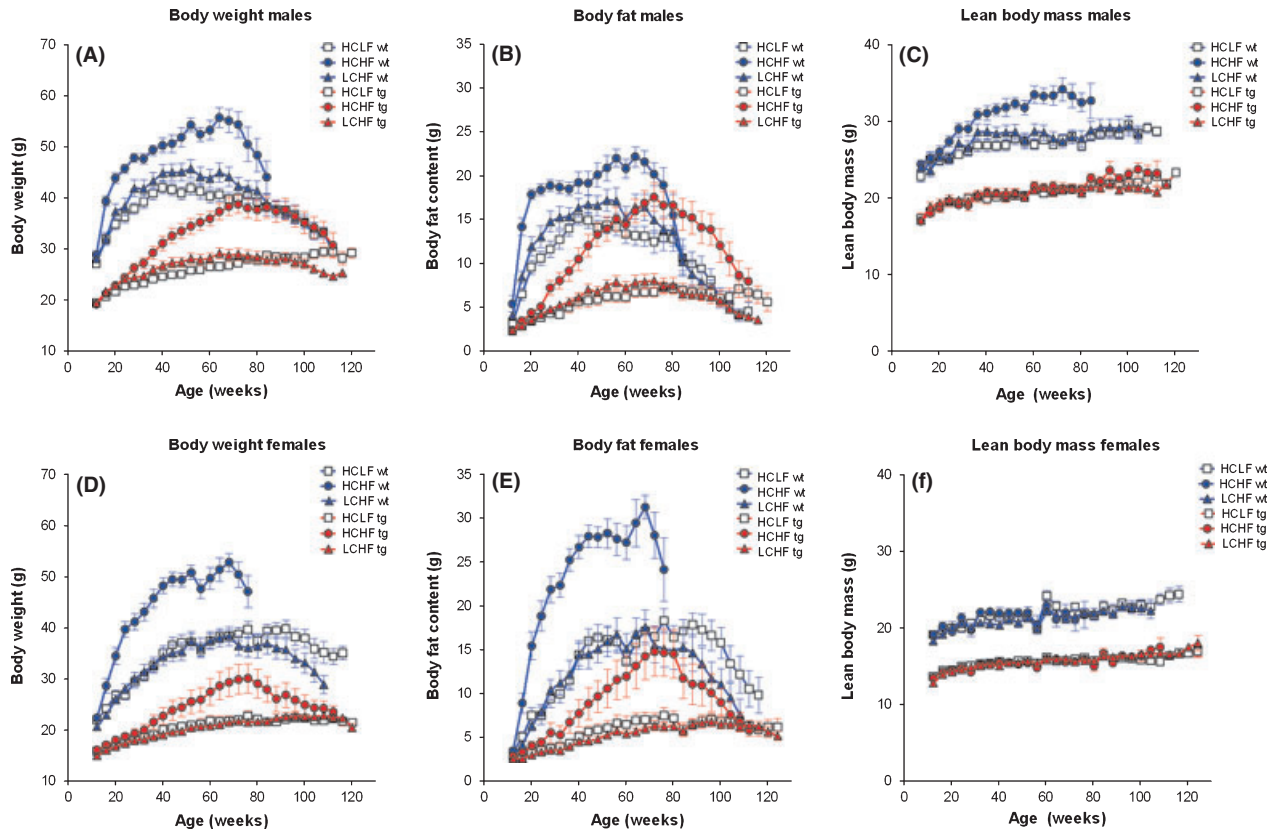 Body weight males
(A)
Body weight (g)
70
60
50
40
30
20
10
0 20 40 60 80 100 120
Age (weeks)
HCLF wt
HCHF wt
LCHF wt
HCLF tg
HCHF tg
LCHF tg
Body fat males
(B)
Body fat content (g)
35
30
25
20
15
10
5
0
0 20 40 60 80 100 120
Age (weeks)
HCLF wt
HCHF wt
LCHF wt
HCLF tg
HCHF tg
LCHF tg
Lean body mass males
(C)
Lean body mass (g)
40
30
20
10
0
0 20 40 60 80 100 120
Age (weeks)
HCLF wt
HCHF wt
LCHF wt
HCLF tg
HCHF tg
LCHF tg
Body weight females
(D)
Body weight (g)
70
60
50
40
30
20
10
0 20 40 60 80 100 120
Age (weeks)
HCLF wt
HCHF wt
LCHF wt
HCLF tg
HCHF tg
LCHF tg
Body fat females
(E)
Body fat content (g)
35
30
25
20
15
10
5
0
0 20 40 60 80 100 120
Age (weeks)
HCLF wt
HCHF wt
LCHF wt
HCLF tg
HCHF tg
LCHF tg
Lean body mass females
(f)
Lean body mass (g)
40
30
20
10
0
0 20 40 60 80 100 120
Age (weeks)
HCLF wt
HCHF wt
LCHF wt
HCLF tg
HCHF tg
LCHF tg